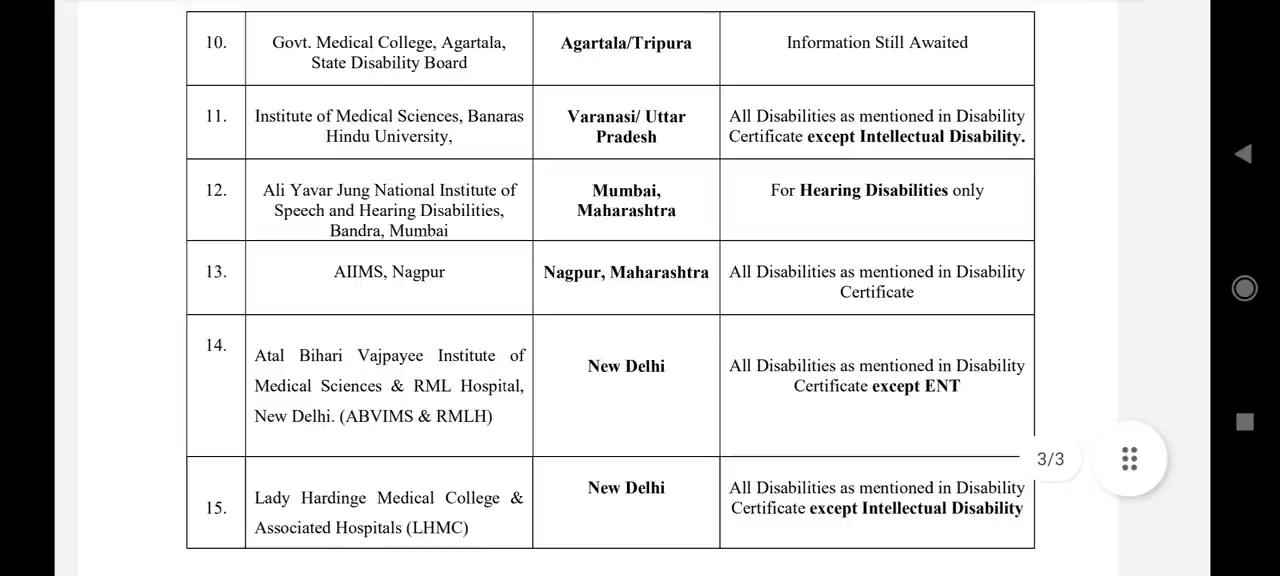 10.
Govt. Medical College, Agartala,
State Disability Board
Agartala/Tripura
Information Still Awaited
11.
Institute of Medical Sciences, Banaras
Hindu University,
Varanasi/ Uttar
Pradesh
All Disabilities as mentioned in Disability
Certificate except Intellectual Disability.
12.
Ali Yavar Jung National Institute of
Speech and Hearing Disabilities,
Bandra, Mumbai
Mumbai,
Maharashtra
For Hearing Disabilities only
13.
AIIMS, Nagpur
Nagpur, Maharashtra
All Disabilities as mentioned in Disability
Certificate
14.
Atal Bihari Vajpayee Institute of
Medical Sciences & RML Hospital,
New Delhi. (ABVIMS & RMLH)
New Delhi
All Disabilities as mentioned in Disability
Certificate except ENT
3/3
15.
Lady Hardinge Medical College &
Associated Hospitals (LHMC)
New Delhi
All Disabilities as mentioned in Disability
Certificate except Intellectual Disability